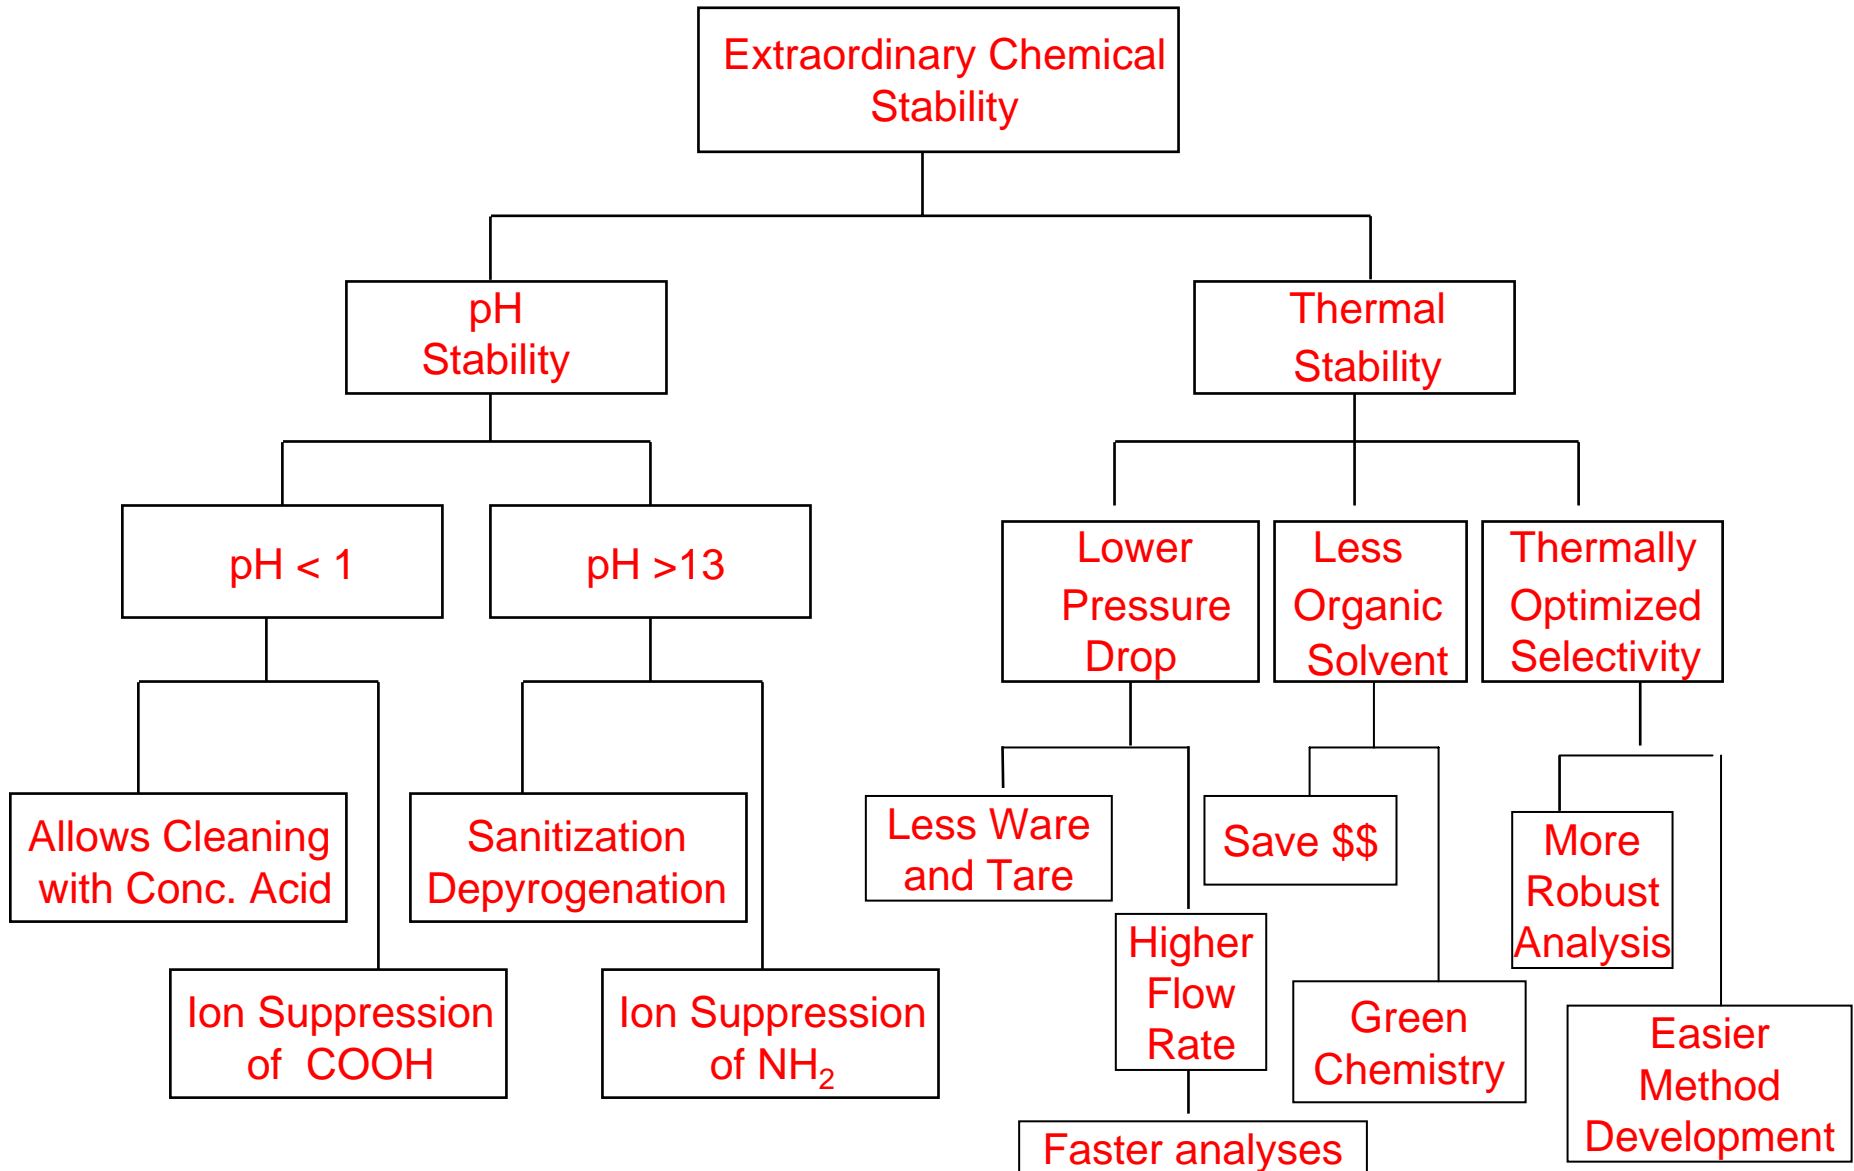 Extraordinary Chemical
Stability
pH
Stability
Thermal
Stability
pH < 1
pH >13
Lower
Pressure
Drop
Less
Organic
Solvent
Thermally
Optimized
Selectivity
Allows Cleaning
with Conc. Acid
Sanitization
Depyrogenation
Less Ware
and Tare
Save $$
More
Robust
Analysis
Ion Suppression
of COOH
Ion Suppression
of NH₂
Higher
Flow
Rate
Green
Chemistry
Easier
Method
Development
Faster analyses